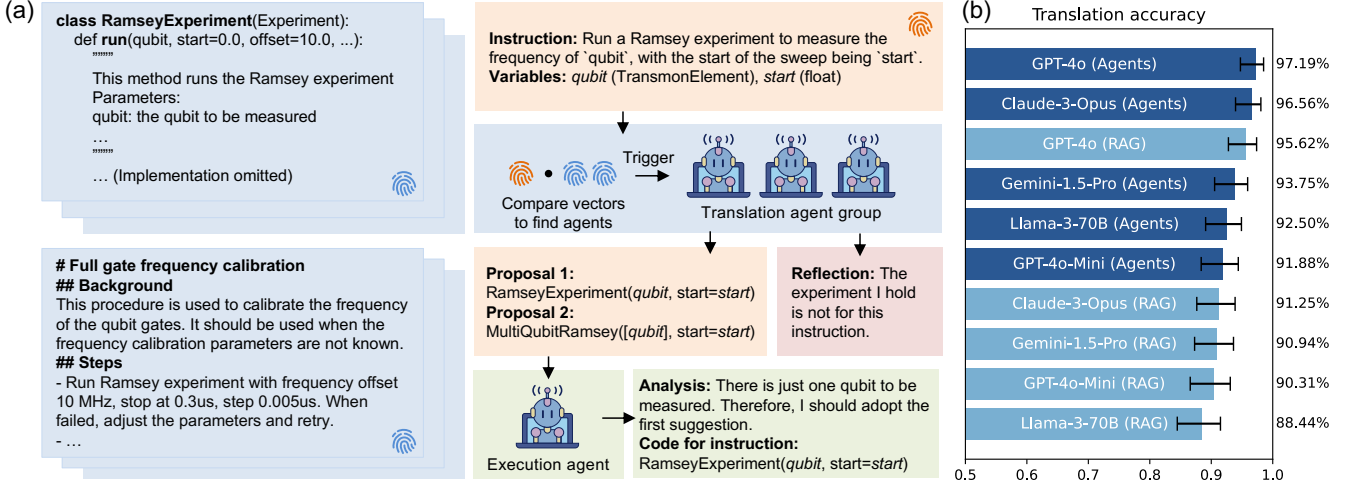 (a)
class RamseyExperiment(Experiment):
def run(qubit, start=0.0, offset=10.0, ...):
"""""
This method runs the Ramsey experiment
Parameters:
qubit: the qubit to be measured
...
"""""
... (Implementation omitted)
# Full gate frequency calibration
## Background
This procedure is used to calibrate the frequency
of the qubit gates. It should be used when the
frequency calibration parameters are not known.
## Steps
- Run Ramsey experiment with frequency offset
10 MHz, stop at 0.3us, step 0.005us. When
failed, adjust the parameters and retry.
- ...
Instruction: Run a Ramsey experiment to measure the
frequency of `qubit`, with the start of the sweep being `start`.
Variables: qubit (TransmonElement), start (float)
Compare vectors
to find agents
Trigger
Translation agent group
Proposal 1:
RamseyExperiment(qubit, start=start)
Proposal 2:
MultiQubitRamsey([qubit], start=start)
Reflection: The
experiment I hold
is not for this
instruction.
Execution agent
Analysis: There is just one qubit to be
measured. Therefore, I should adopt the
first suggestion.
Code for instruction:
RamseyExperiment(qubit, start=start)
(b)
Translation accuracy
GPT-4o (Agents) 97.19%
Claude-3-Opus (Agents) 96.56%
GPT-4o (RAG) 95.62%
Gemini-1.5-Pro (Agents) 93.75%
Llama-3-70B (Agents) 92.50%
GPT-4o-Mini (Agents) 91.88%
Claude-3-Opus (RAG) 91.25%
Gemini-1.5-Pro (RAG) 90.94%
GPT-4o-Mini (RAG) 90.31%
Llama-3-70B (RAG) 88.44%
0.5 0.6 0.7 0.8 0.9 1.0